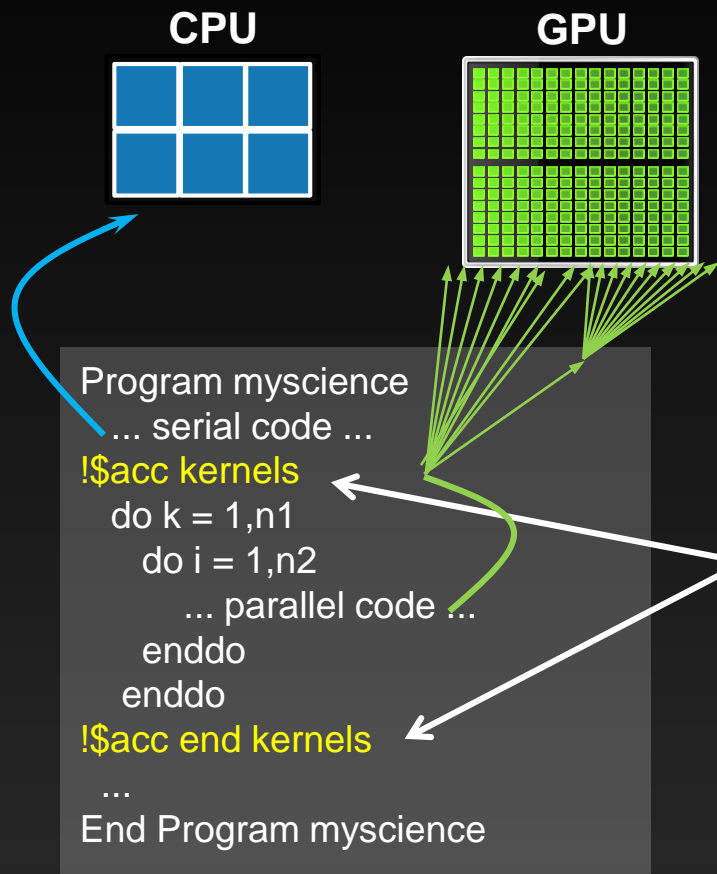 CPU
GPU
Program myscience
... serial code ...
!$acc kernels
do k = 1,n1
do i = 1,n2
... parallel code ...
enddo
enddo
!$acc end kernels
...
End Program myscience